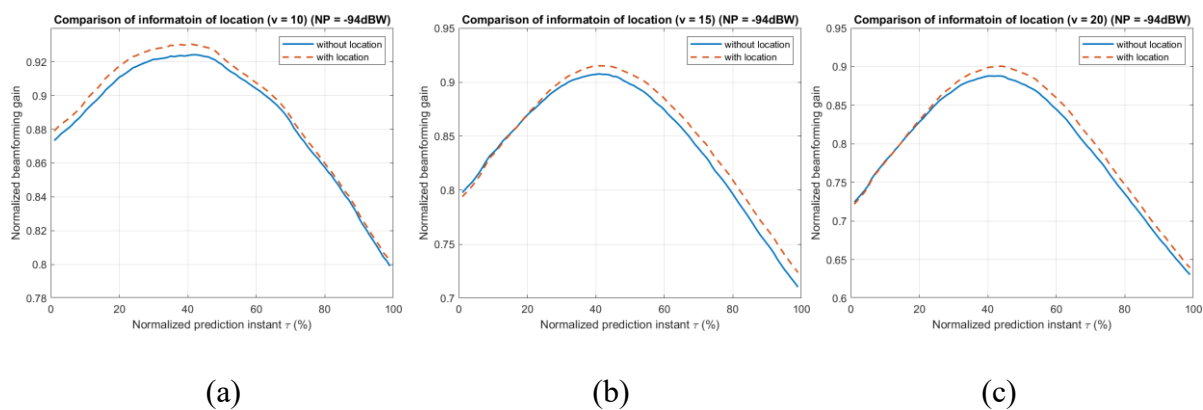 Comparison of informatoin of location (v = 10) (NP = -94dBW)
without location
with location
Normalized beamforming gain
0.92
0.9
0.88
0.86
0.84
0.82
0.8
0.78
0
20
40
60
80
100
Normalized prediction instant τ (%)
(a)
Comparison of informatoin of location (v = 15) (NP = -94dBW)
without location
with location
Normalized beamforming gain
0.95
0.9
0.85
0.8
0.75
0.7
0
20
40
60
80
100
Normalized prediction instant τ (%)
(b)
Comparison of informatoin of location (v = 20) (NP = -94dBW)
without location
with location
Normalized beamforming gain
0.95
0.9
0.85
0.8
0.75
0.7
0.65
0.6
0
20
40
60
80
100
Normalized prediction instant τ (%)
(c)